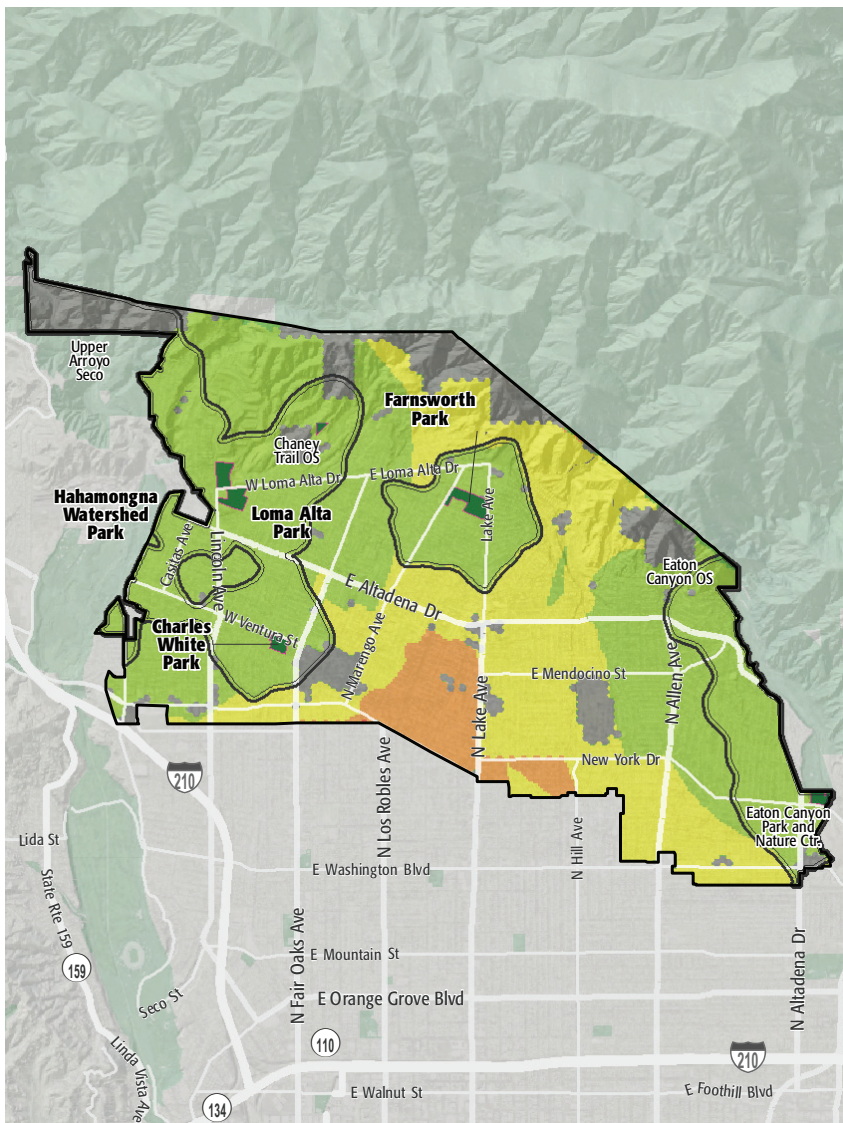 Upper
Arroyo
Seco
Farnsworth
Park
Chaney
Trail OS
W Loma Alta Dr
E Loma Alta Dr
Hahamongna
Watershed
Park
Loma Alta
Park
Lake Ave
Casitas Ave
Lincoln Ave
Eaton
Canyon OS
E Altadena Dr
W Ventura St
Charles
White
Park
N Marengo Ave
E Mendocino St
N Allen Ave
N Lake Ave
New York Dr
210
N Los Robles Ave
Eaton Canyon
Park and
Nature Ctr.
Lida St
N Hill Ave
E Washington Blvd
State Rte 159
N Fair Oaks Ave
E Mountain St
N Altadena Dr
159
Seco St
E Orange Grove Blvd
110
Linda Vista Ave
210
E Walnut St
E Foothill Blvd
134